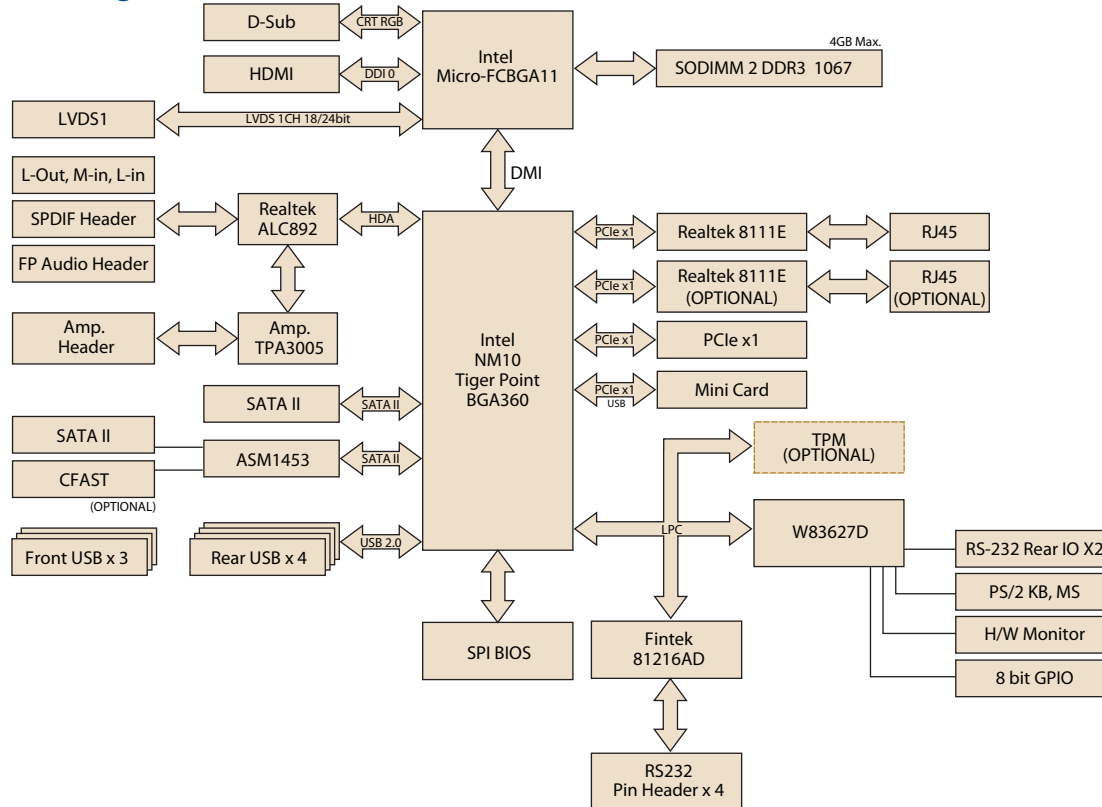 D-Sub
CRT RGB
Intel
Micro-FCBGA11
4GB Max.
SODIMM 2 DDR3 1067
HDMI
DDI 0
LVDS1
LVDS 1CH 18/24bit
DMI
L-Out, M-in, L-in
SPDIF Header
FP Audio Header
Realtek
ALC892
HDA
Amp.
Header
Amp.
TPA3005
Intel
NM10
Tiger Point
BGA360
PCIe x1
Realtek 8111E
RJ45
PCIe x1
Realtek 8111E
(OPTIONAL)
RJ45
(OPTIONAL)
PCIe x1
PCIe x1
PCIe x1
USB
Mini Card
SATA II
SATA II
SATA II
CFAST
(OPTIONAL)
ASM1453
SATA II
TPM
(OPTIONAL)
Front USB x 3
Rear USB x 4
USB 2.0
LPC
W83627D
RS-232 Rear IO X2
PS/2 KB, MS
H/W Monitor
8 bit GPIO
SPI BIOS
Fintek
81216AD
RS232
Pin Header x 4